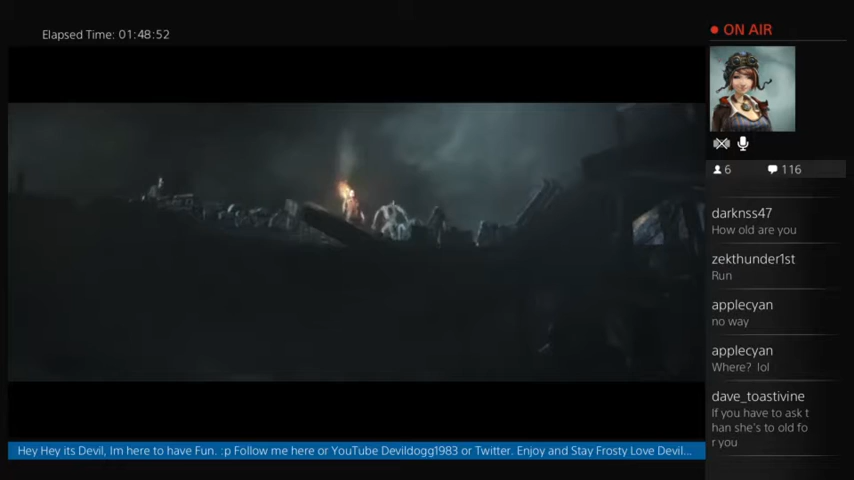 Elapsed Time: 01:48:52
ON AIR
6
116
darknss47
How old are you
zekthunder1st
Run
applecyan
no way
applecyan
Where? lol
dave_toastivine
If you have to ask t
han she's to old fo
r you
Hey Hey its Devil, Im here to have Fun. :p Follow me here or YouTube Devildogg1983 or Twitter. Enjoy and Stay Frosty Love Devil...